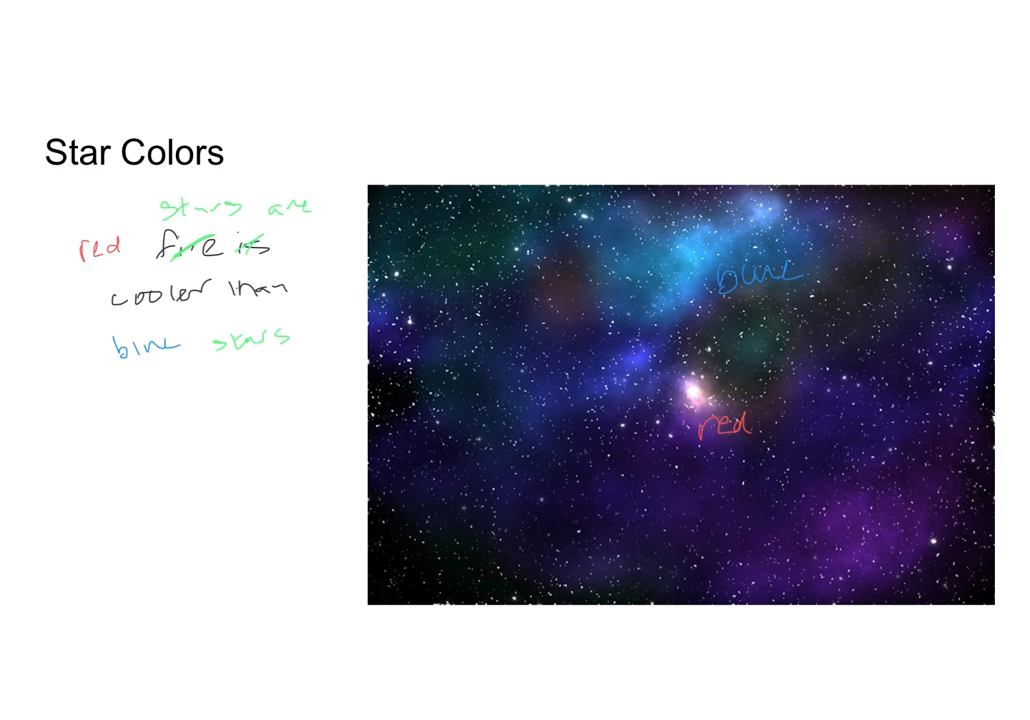 Star Colors
stars are
red fire is
cooler than
blue stars
blue
red